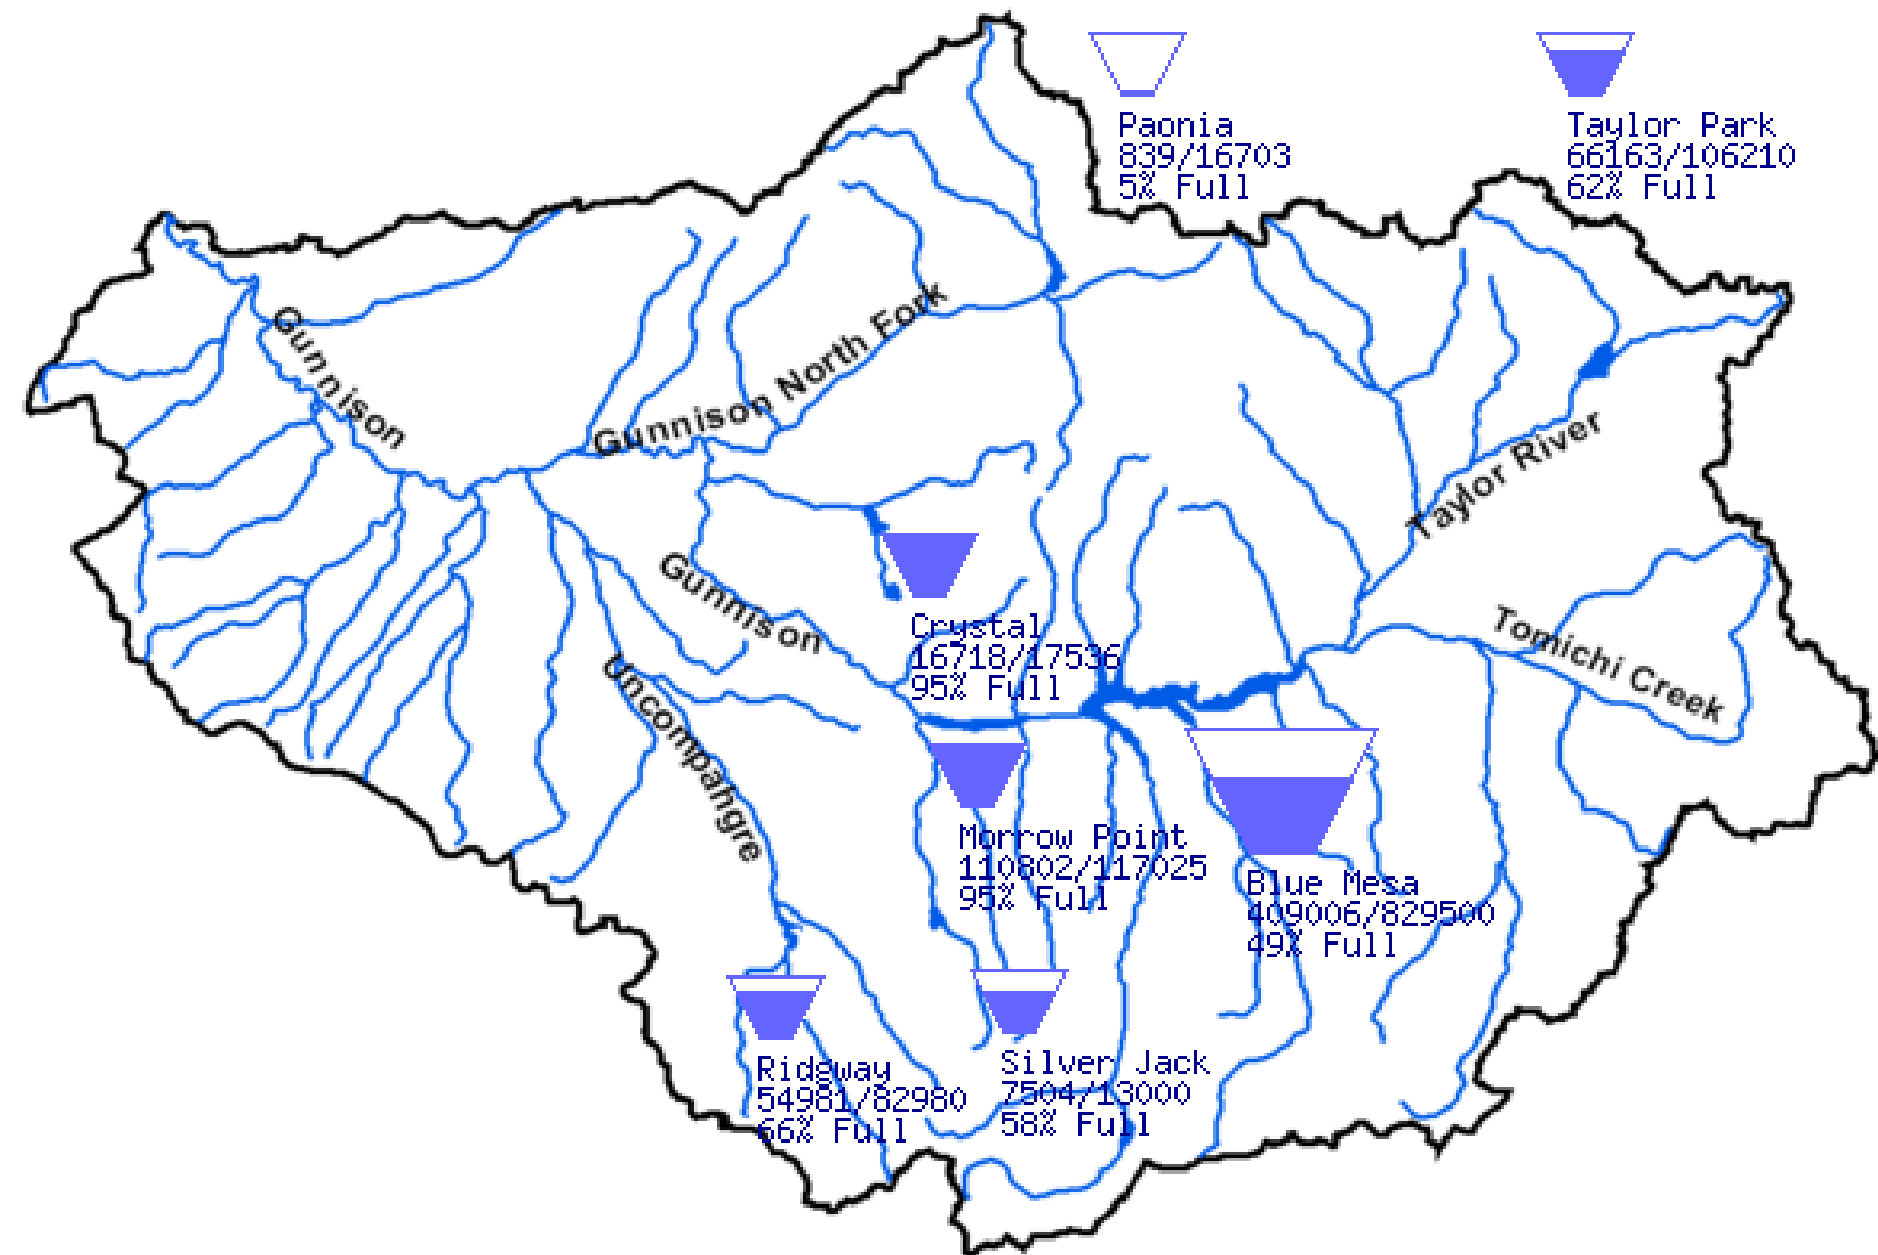 Paonia
839/16703
5% Full
Taylor Park
66163/106210
62% Full
Gunnison
Gunnison North Fork
Taylor River
Gunnison
Crystal
16718/17536
95% Full
Tomichi Creek
Uncompahgre
Morrow Point
110802/117025
95% Full
Blue Mesa
409006/829500
49% Full
Ridgway
54981/82980
66% Full
Silver Jack
7504/13000
58% Full